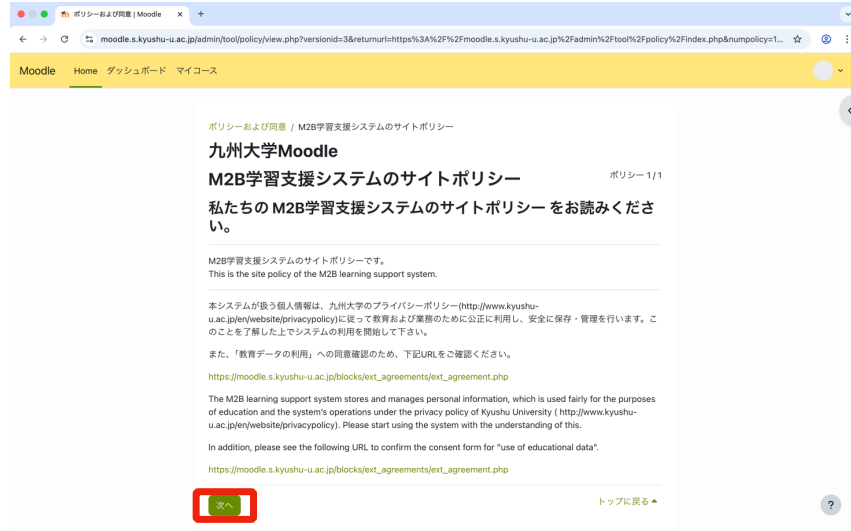 ポリシーおよび同意 | Moodle
moodle.s.kyushu-u.ac.jp/admin/tool/policy/view.php?versionid=3&returnurl=https%3A%2F%2Fmoodle.s.kyushu-u.ac.jp%2Fadmin%2Ftool%2Fpolicy%2Findex.php&numpolicy=1...
Moodle Home ダッシュボード マイコース
ポリシーおよび同意 / M2B学習支援システムのサイトポリシー
九州大学Moodle
M2B学習支援システムのサイトポリシー
ポリシー 1/1
私たちの M2B学習支援システムのサイトポリシー をお読みくださ
い。
M2B学習支援システムのサイトポリシーです。
This is the site policy of the M2B learning support system.
本システムが扱う個人情報は、九州大学のプライバシーポリシー(http://www.kyushu-
u.ac.jp/en/website/privacypolicy)に従って教育および業務のために公正に利用し、安全に保存・管理を行います。こ
のことを了解した上でシステムの利用を開始して下さい。
また、「教育データの利用」への同意確認のため、下記URLをご確認ください。
https://moodle.s.kyushu-u.ac.jp/blocks/ext_agreements/ext_agreement.php
The M2B learning support system stores and manages personal information, which is used fairly for the purposes
of education and the system's operations under the privacy policy of Kyushu University ( http://www.kyushu-
u.ac.jp/en/website/privacypolicy). Please start using the system with the understanding of this.
In addition, please see the following URL to confirm the consent form for "use of educational data".
https://moodle.s.kyushu-u.ac.jp/blocks/ext_agreements/ext_agreement.php
次へ
トップに戻る
?